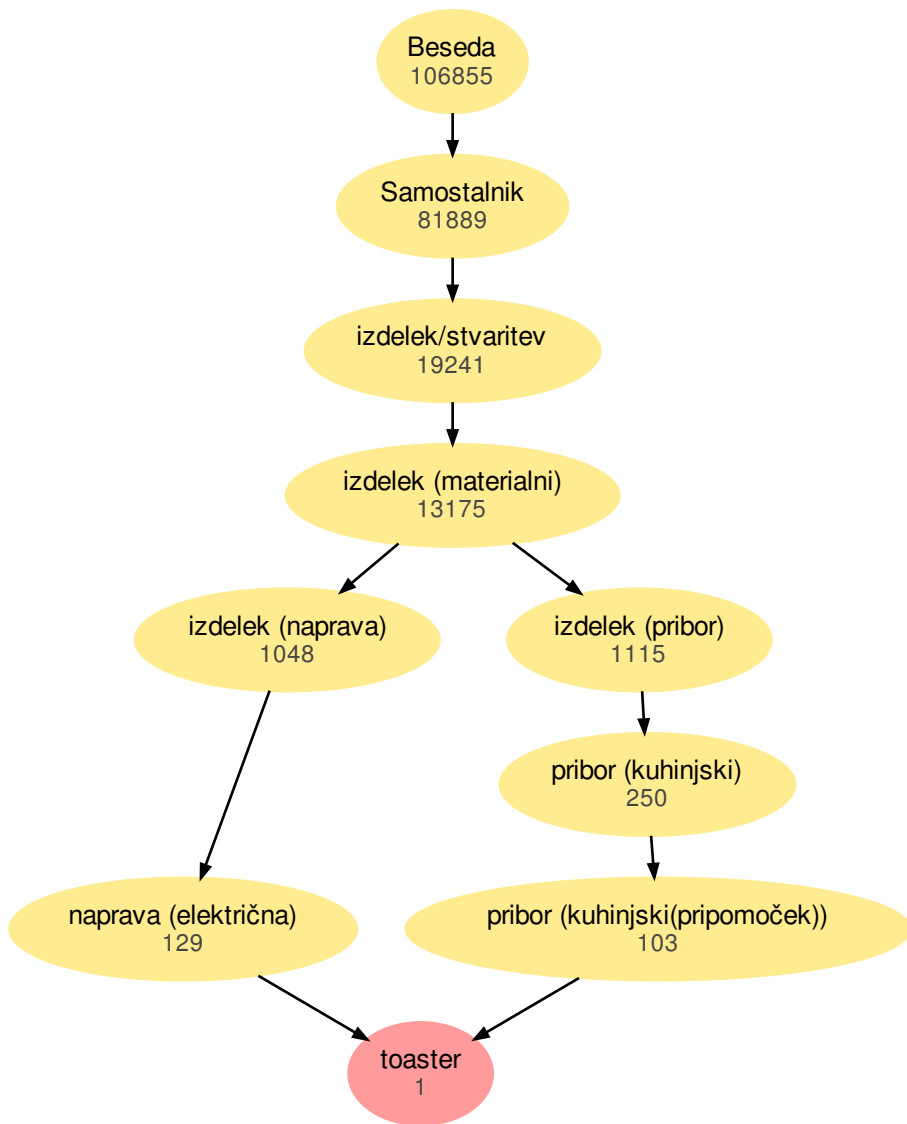 Beseda
106855
Samostalnik
81889
izdelek/stvaritev
19241
izdelek (materialni)
13175
izdelek (naprava)
1048
izdelek (pribor)
1115
pribor (kuhinjski)
250
naprava (električna)
129
pribor (kuhinjski(pripomoček))
103
toaster
1